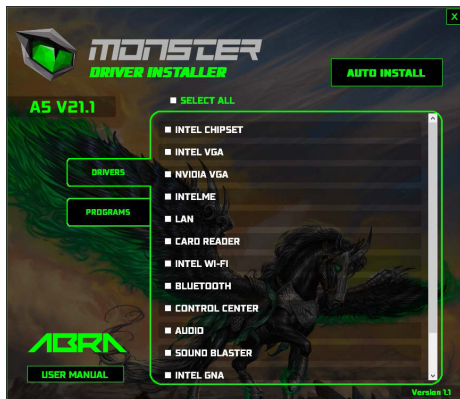 X
MONSTER
DRIVER INSTALLER
AUTO INSTALL
A5 V21.1
SELECT ALL
INTEL CHIPSET
INTEL VGA
DRIVERS
NVIDIA VGA
INTELME
PROGRAMS
LAN
CARD READER
INTEL WI-FI
BLUETOOTH
CONTROL CENTER
AUDIO
ABRA
SOUND BLASTER
USER MANUAL
INTEL GNA
Version 1.1